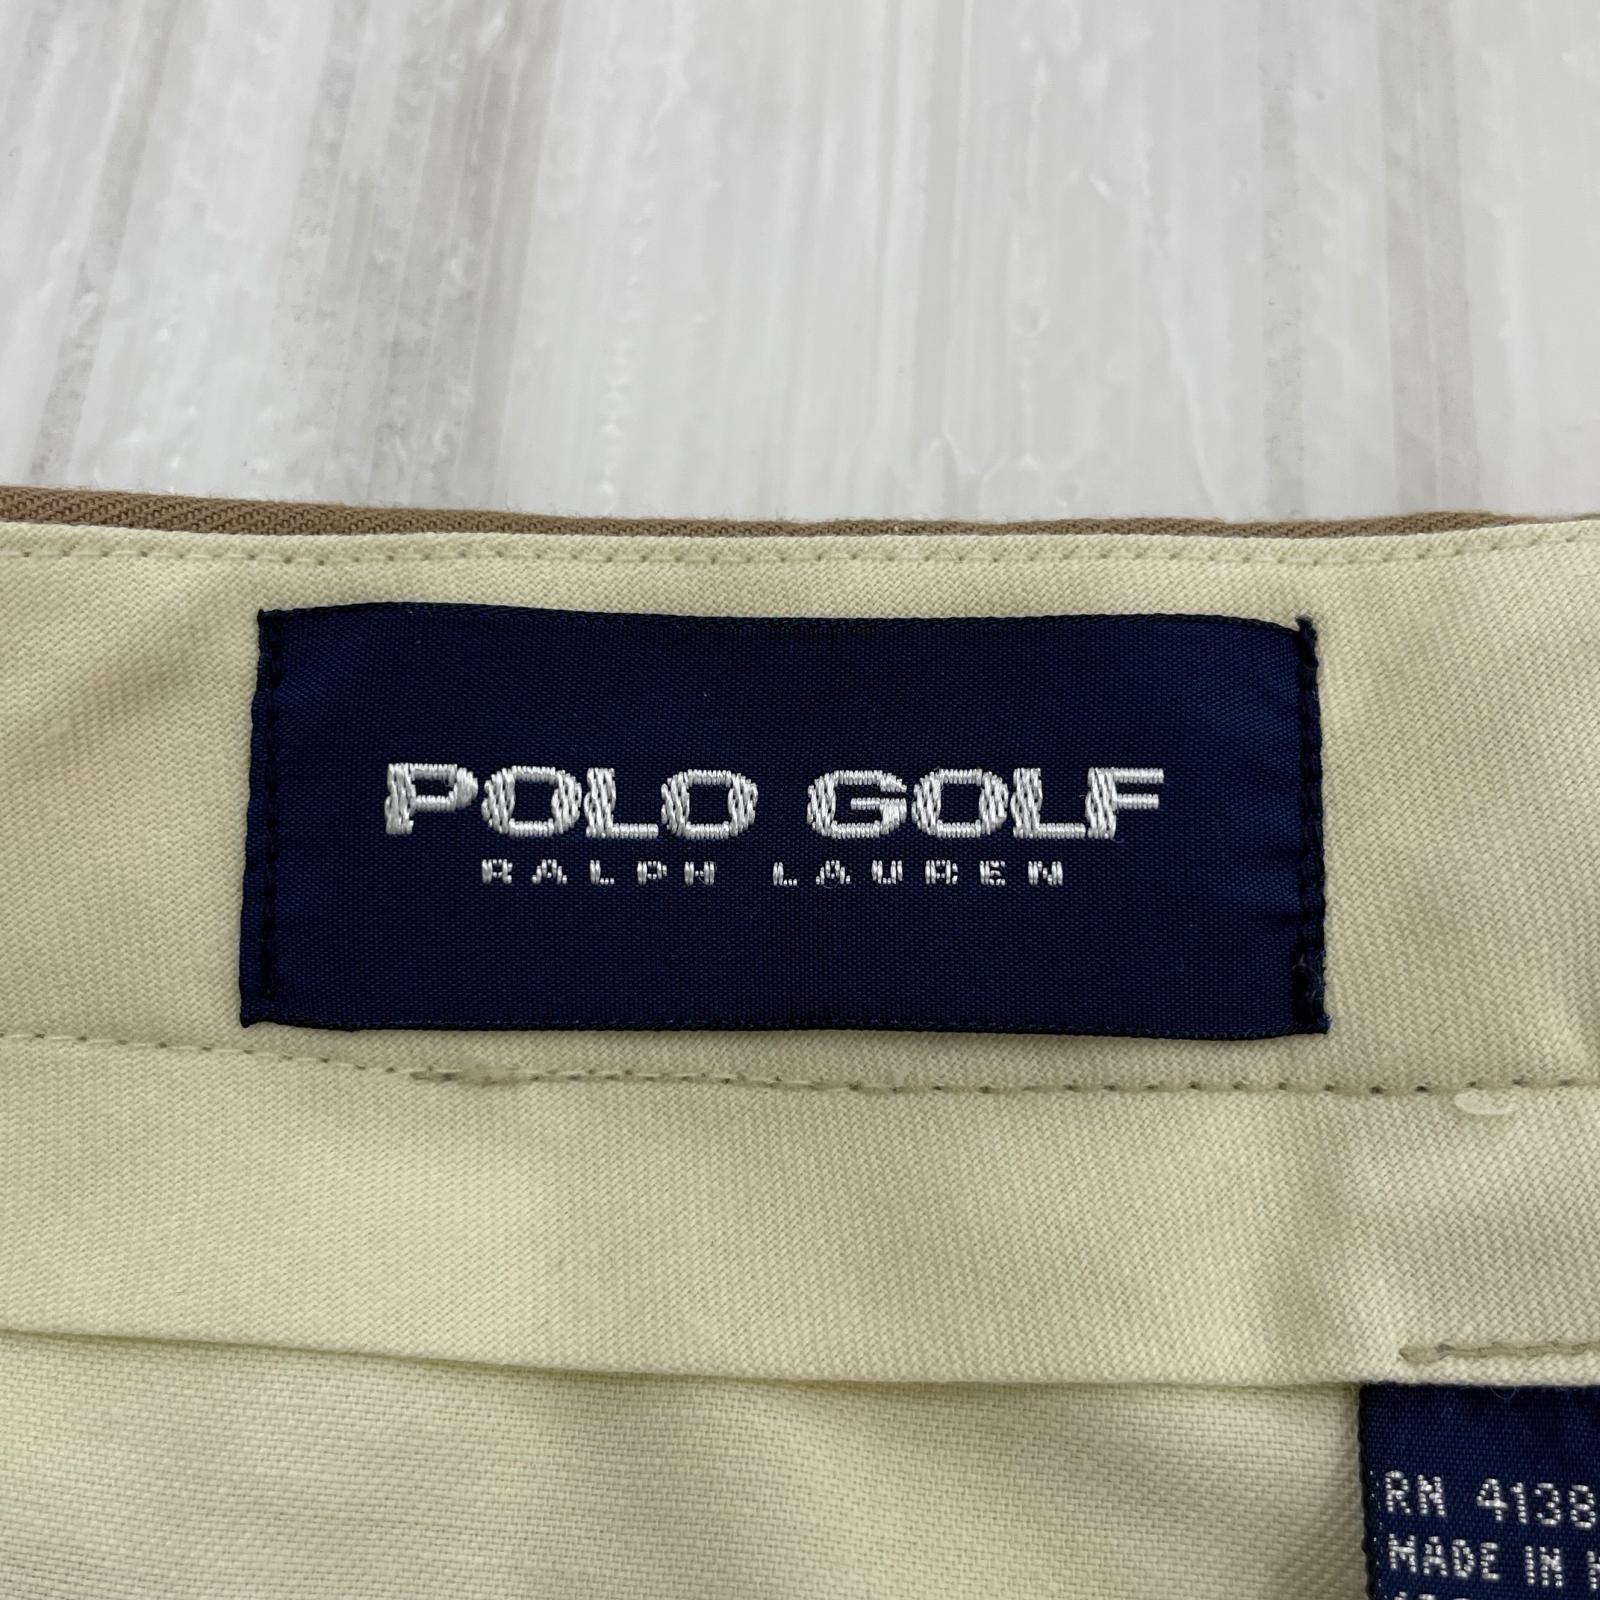 POLO GOLF
RALPH LAUREN
RN 4138
MADE IN